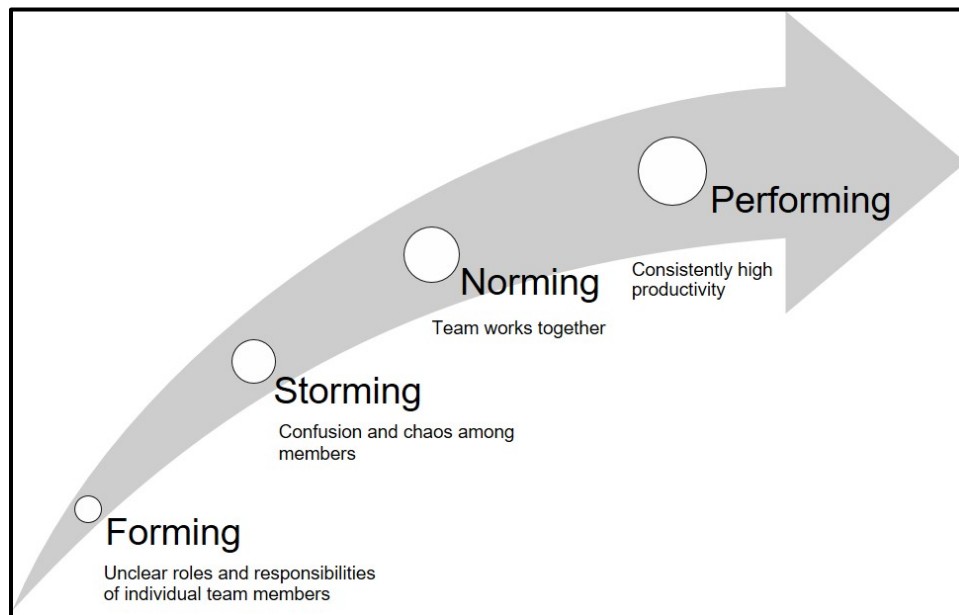 Performing
Consistently high
productivity
Norming
Team works together
Storming
Confusion and chaos among
members
Forming
Unclear roles and responsibilities
of individual team members